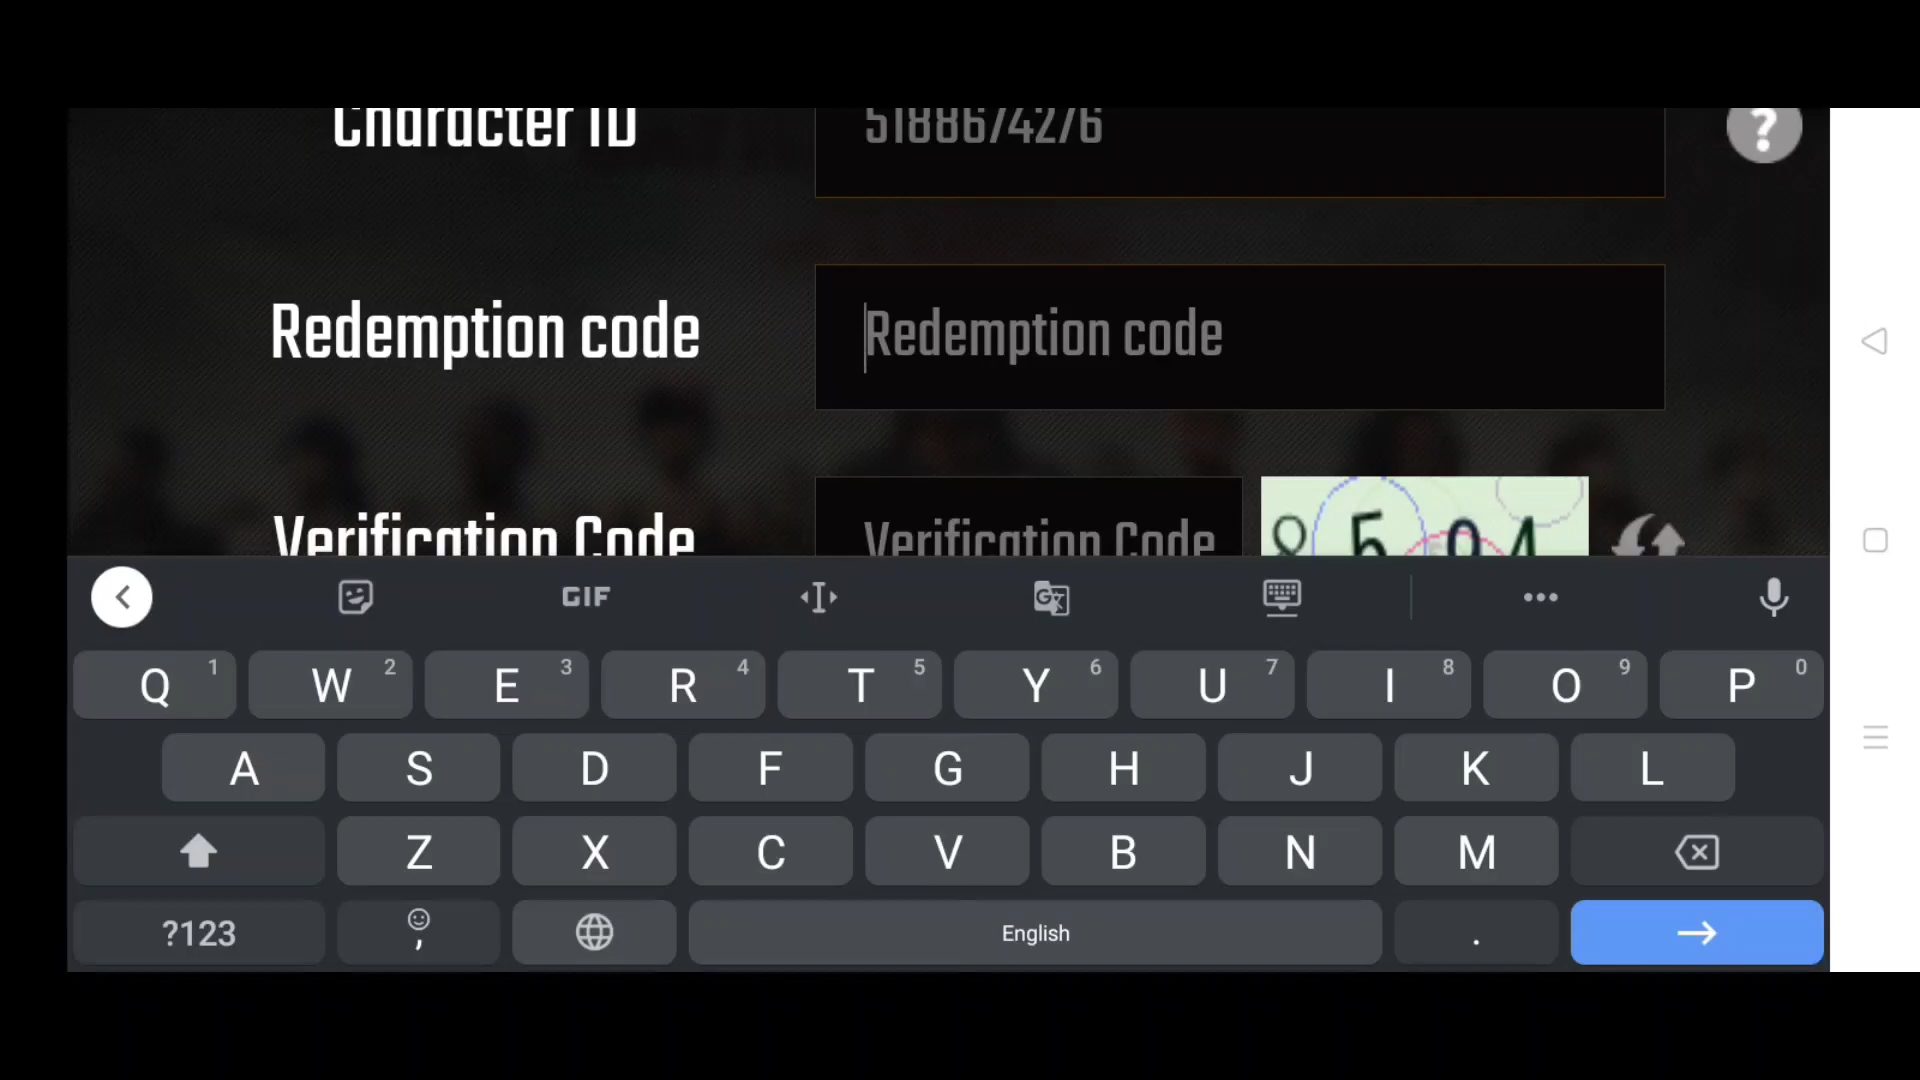 Character ID
5188674276
?
Redemption code
Redemption code
Verification Code
Verification Code
GIF
Q 1 W 2 E 3 R 4 T 5 Y 6 U 7 I 8 O 9 P 0
A S D F G H J K L
Z X C V B N M
?123 , English .